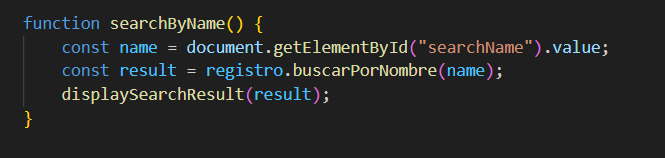 function searchByName() {
    const name = document.getElementById("searchName").value;
    const result = registro.buscarPorNombre(name);
    displaySearchResult(result);
}